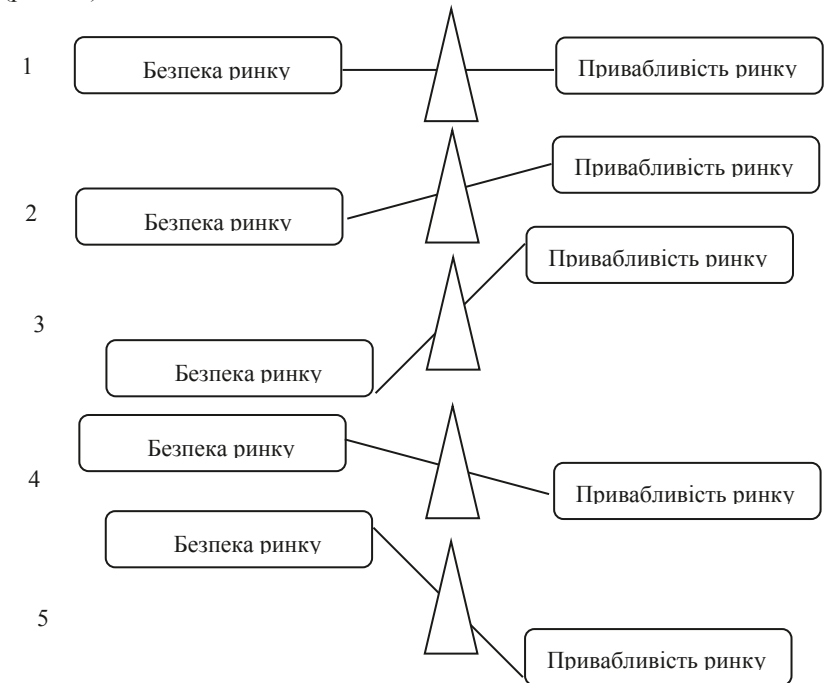 1 Безпека ринку Привабливість ринку
Привабливість ринку
2 Безпека ринку
Привабливість ринку
3
Безпека ринку
Безпека ринку
4 Привабливість ринку
Безпека ринку
5
Привабливість ринку